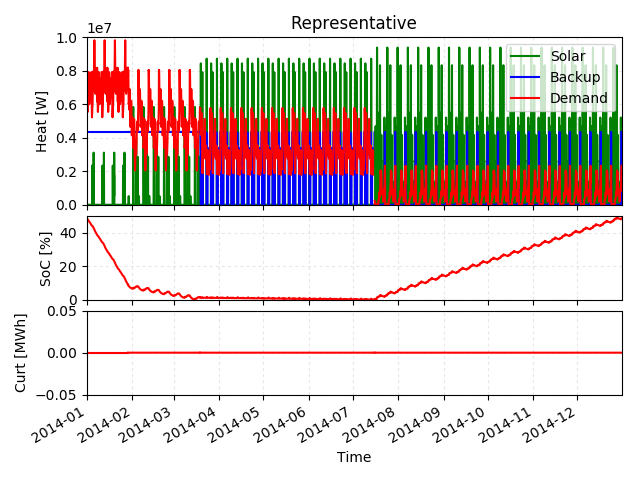 Representative
1e7
1.0
0.8
0.6
0.4
0.2
0.0
Heat [W]
Solar
Backup
Demand
40
20
0
SoC [%]
0.05
0.00
−0.05
Curt [MWh]
2014-01
2014-02
2014-03
2014-04
2014-05
2014-06
2014-07
2014-08
2014-09
2014-10
2014-11
2014-12
Time